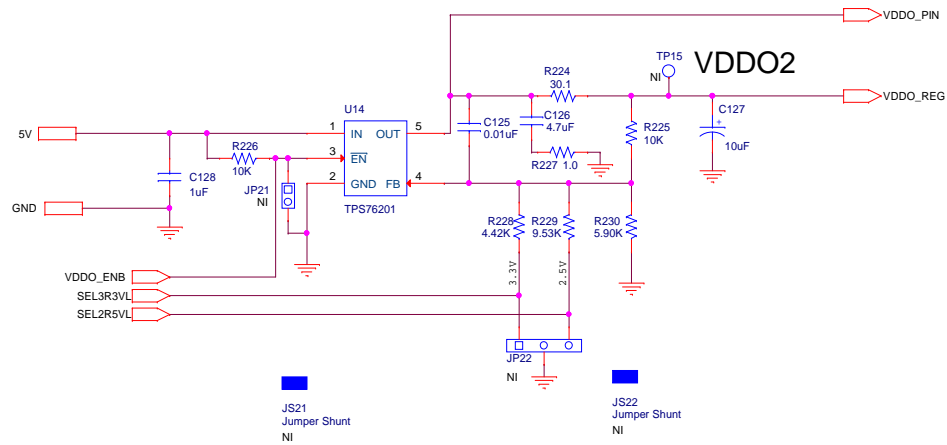 VDDO_PIN
TP15
VDDO2
NI
R224
30.1
VDDO_REG
U14
C127
+
10uF
C125
0.01uF
C126
4.7uF
R225
10K
5V
1
IN
OUT
5
R226
10K
3
EN
R227 1.0
C128
1uF
2
GND
FB
4
JP21
NI
TPS76201
GND
R228
4.42K
R229
9.53K
R230
5.90K
3.3V
2.5V
VDDO_ENB
SEL3R3VL
SEL2R5VL
JP22
NI
JS21
Jumper Shunt
NI
JS22
Jumper Shunt
NI